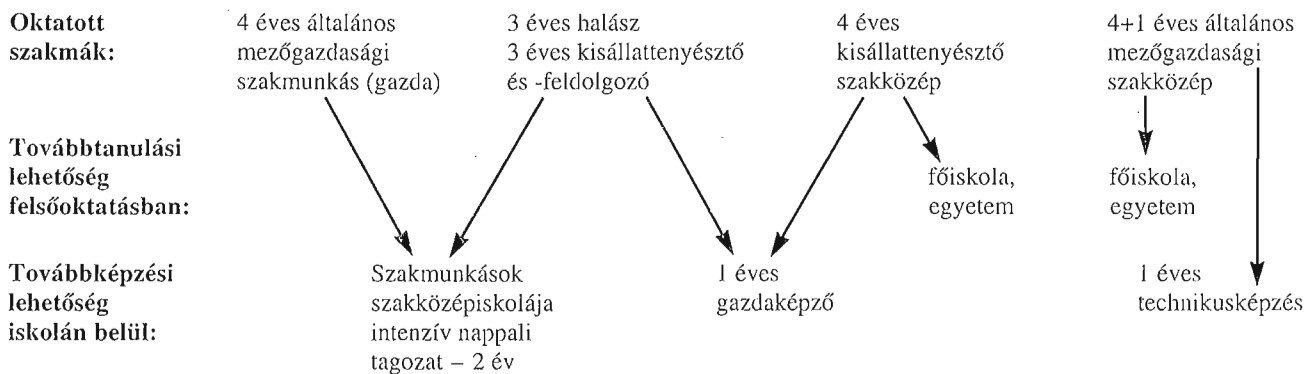 Oktatott
szakmák:
4 éves általános
mezőgazdasági
szakmunkás (gazda)
3 éves halász
3 éves kisállattenyésztő
és -feldolgozó
4 éves
kisállattenyésztő
szakközép
4+1 éves általános
mezőgazdasági
szakközép
Továbbtanulási
lehetőség
felsőoktatásban:
főiskola,
egyetem
főiskola,
egyetem
Továbbképzési
lehetőség
iskolán belül:
Szakmunkások
szakközépiskolája
intenzív nappali
tagozat – 2 év
1 éves
gazdaképző
1 éves
technikusképzés